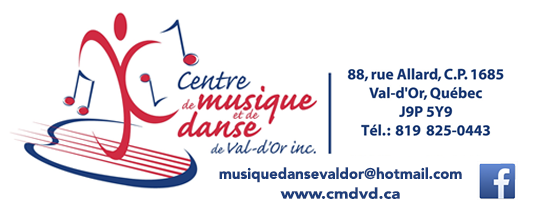 Centre
de musique
et de
danse
de Val-d'Or inc.
88, rue Allard, C.P. 1685
Val-d'Or, Québec
J9P 5Y9
Tél.: 819 825-0443
musiquedansevaldor@hotmail.com
www.cmdvd.ca
f